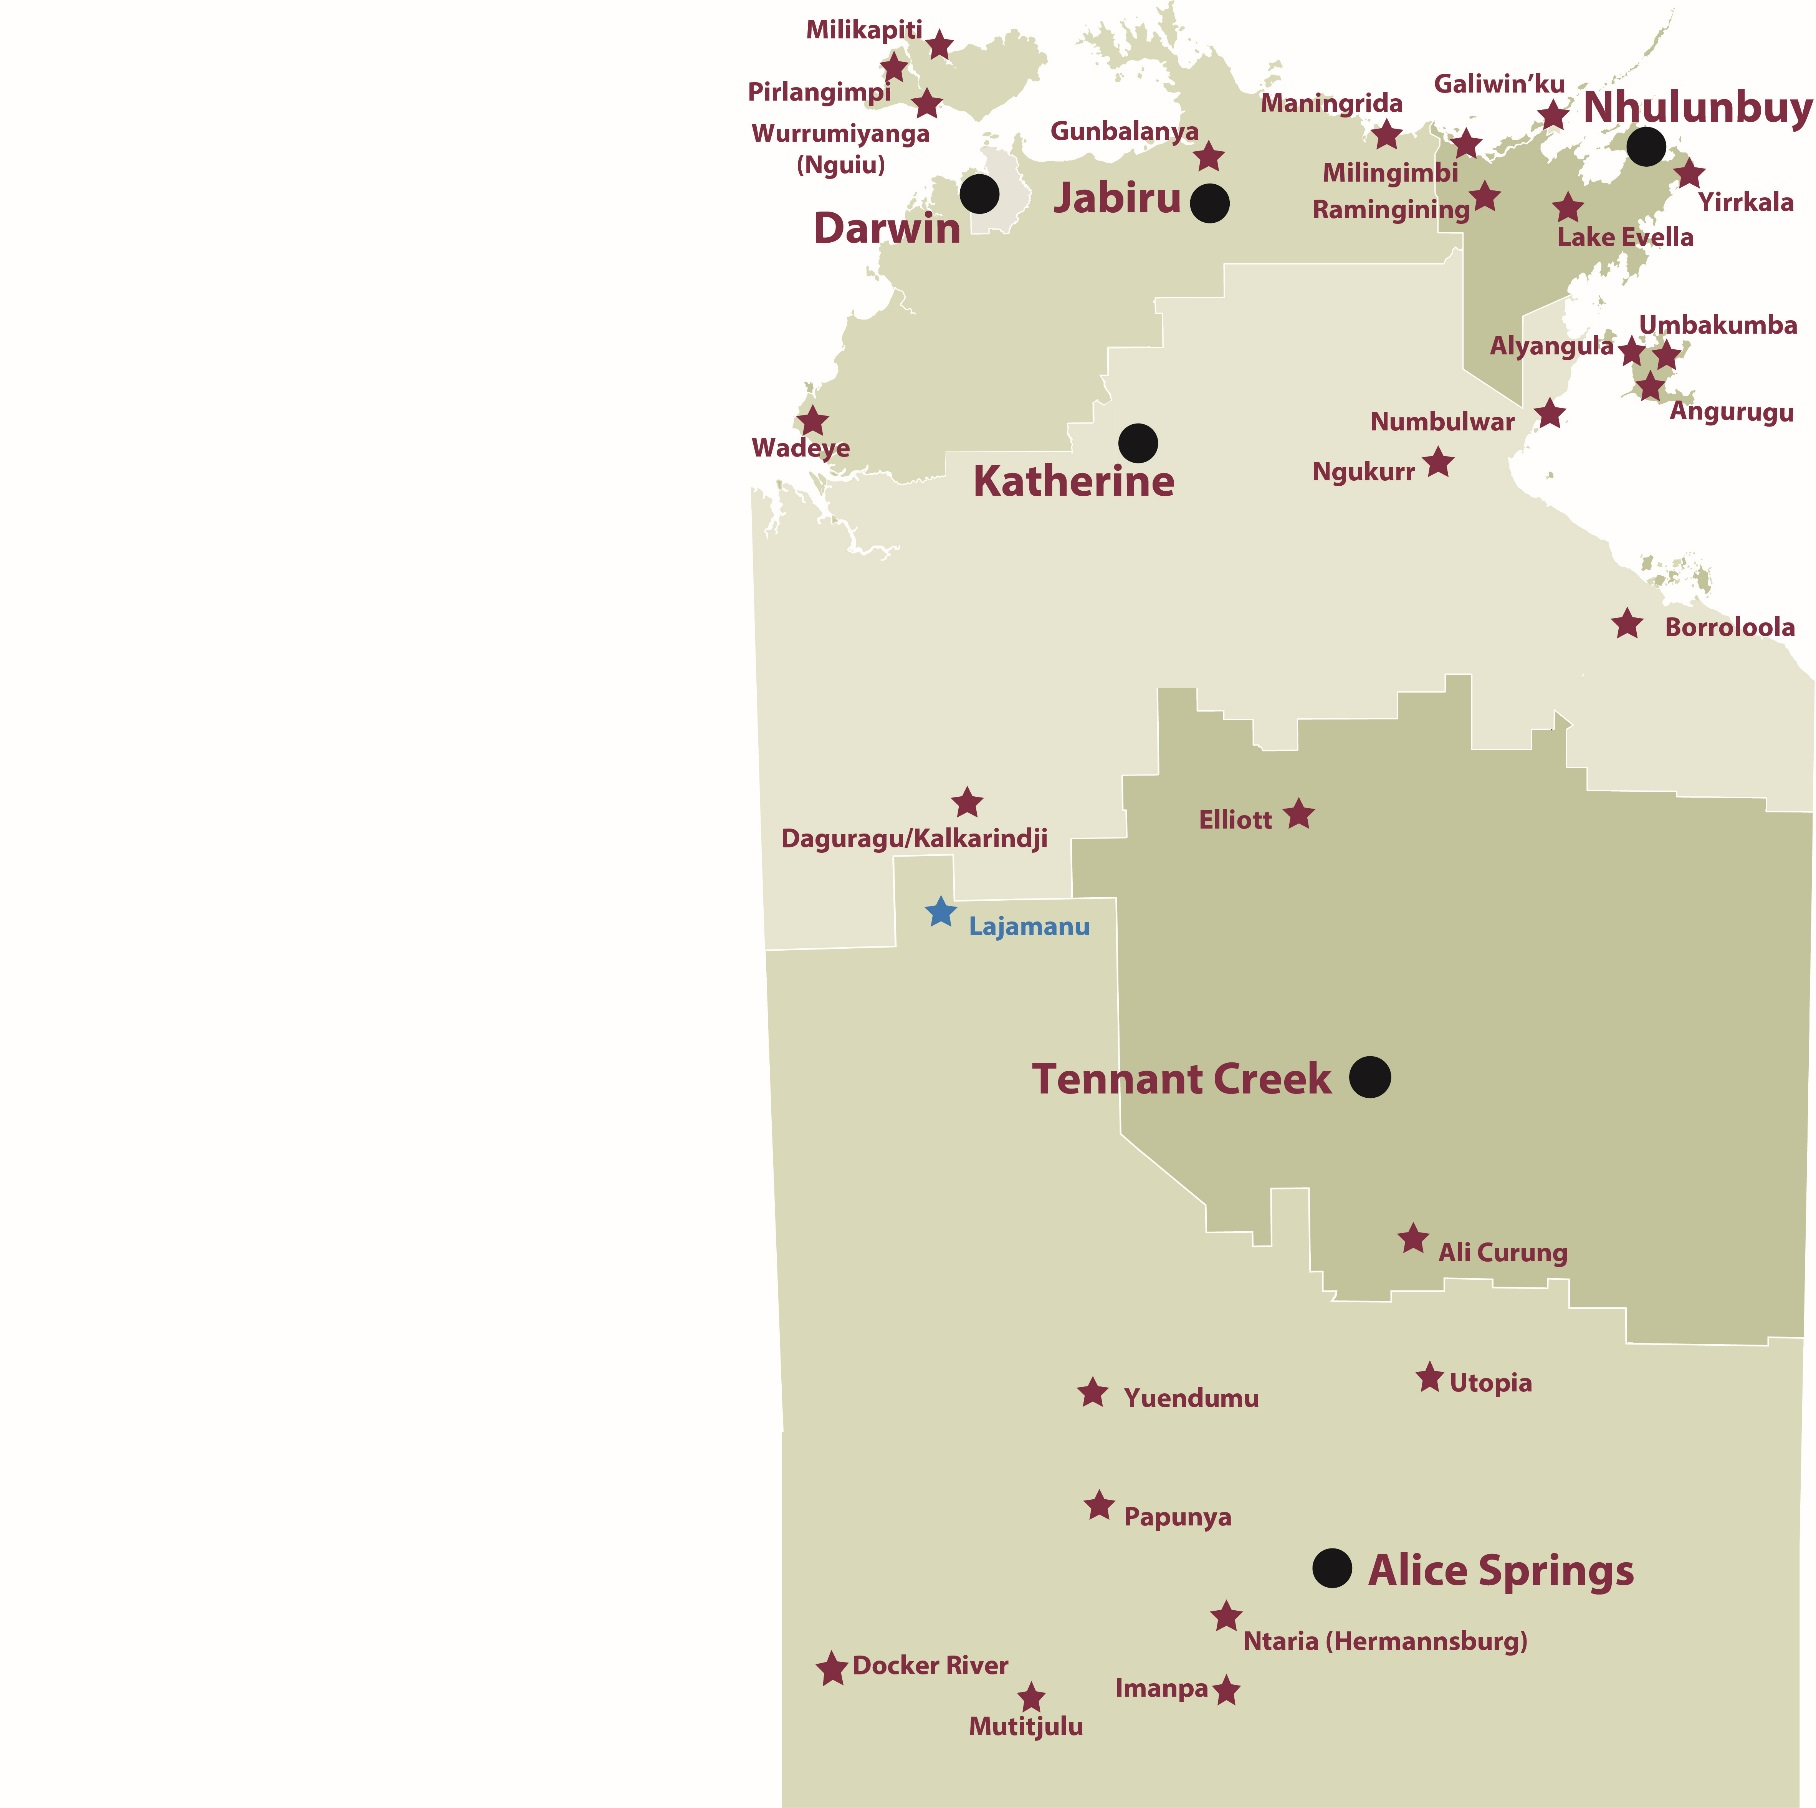 Milikapiti
Pirlangimpi
Wurrumiyanga
(Nguiu)
Darwin
Gunbalanya
Jabiru
Maningrida
Galiwin’ku
Nhulunbuy
Milingimbi
Ramingining
Yirrkala
Lake Evella
Umbakumba
Alyangula
Angurugu
Numbulwar
Ngukurr
Wadeye
Katherine
Borroloola
Daguragu/Kalkarindji
Elliott
Lajamanu
Tennant Creek
Ali Curung
Utopia
Yuendumu
Papunya
Alice Springs
Ntaria (Hermannsburg)
Docker River
Imanpa
Mutitjulu